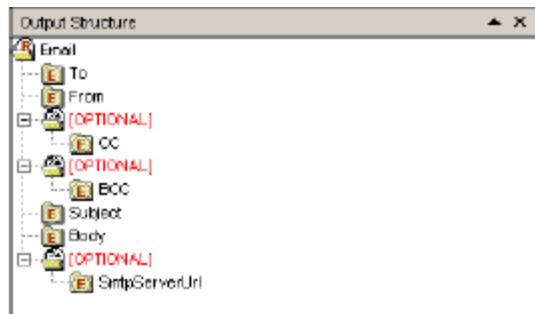 Output Structure
Email
E To
E From
[OPTIONAL]
E CC
[OPTIONAL]
E BCC
E Subject
E Body
[OPTIONAL]
E SmtpServerUrl